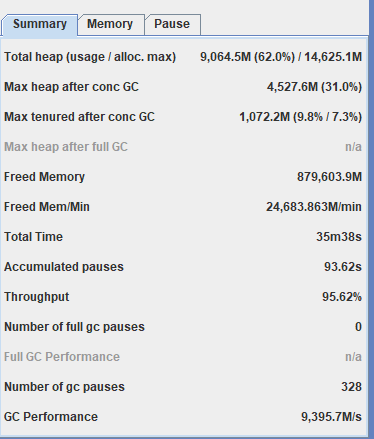 Summary Memory Pause
Total heap (usage / alloc. max) 9,064.5M (62.0%) / 14,625.1M
Max heap after conc GC 4,527.6M (31.0%)
Max tenured after conc GC 1,072.2M (9.8% / 7.3%)
Max heap after full GC n/a
Freed Memory 879,603.9M
Freed Mem/Min 24,683.863M/min
Total Time 35m38s
Accumulated pauses 93.62s
Throughput 95.62%
Number of full gc pauses 0
Full GC Performance n/a
Number of gc pauses 328
GC Performance 9,395.7M/s